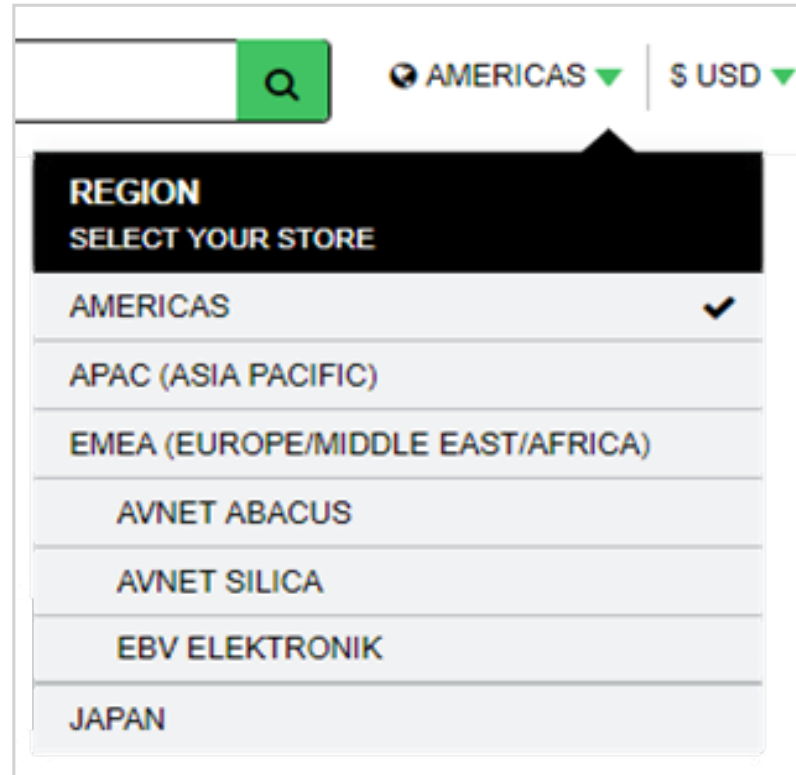 AMERICAS
$ USD
REGION
SELECT YOUR STORE
AMERICAS
APAC (ASIA PACIFIC)
EMEA (EUROPE/MIDDLE EAST/AFRICA)
AVNET ABACUS
AVNET SILICA
EBV ELEKTRONIK
JAPAN